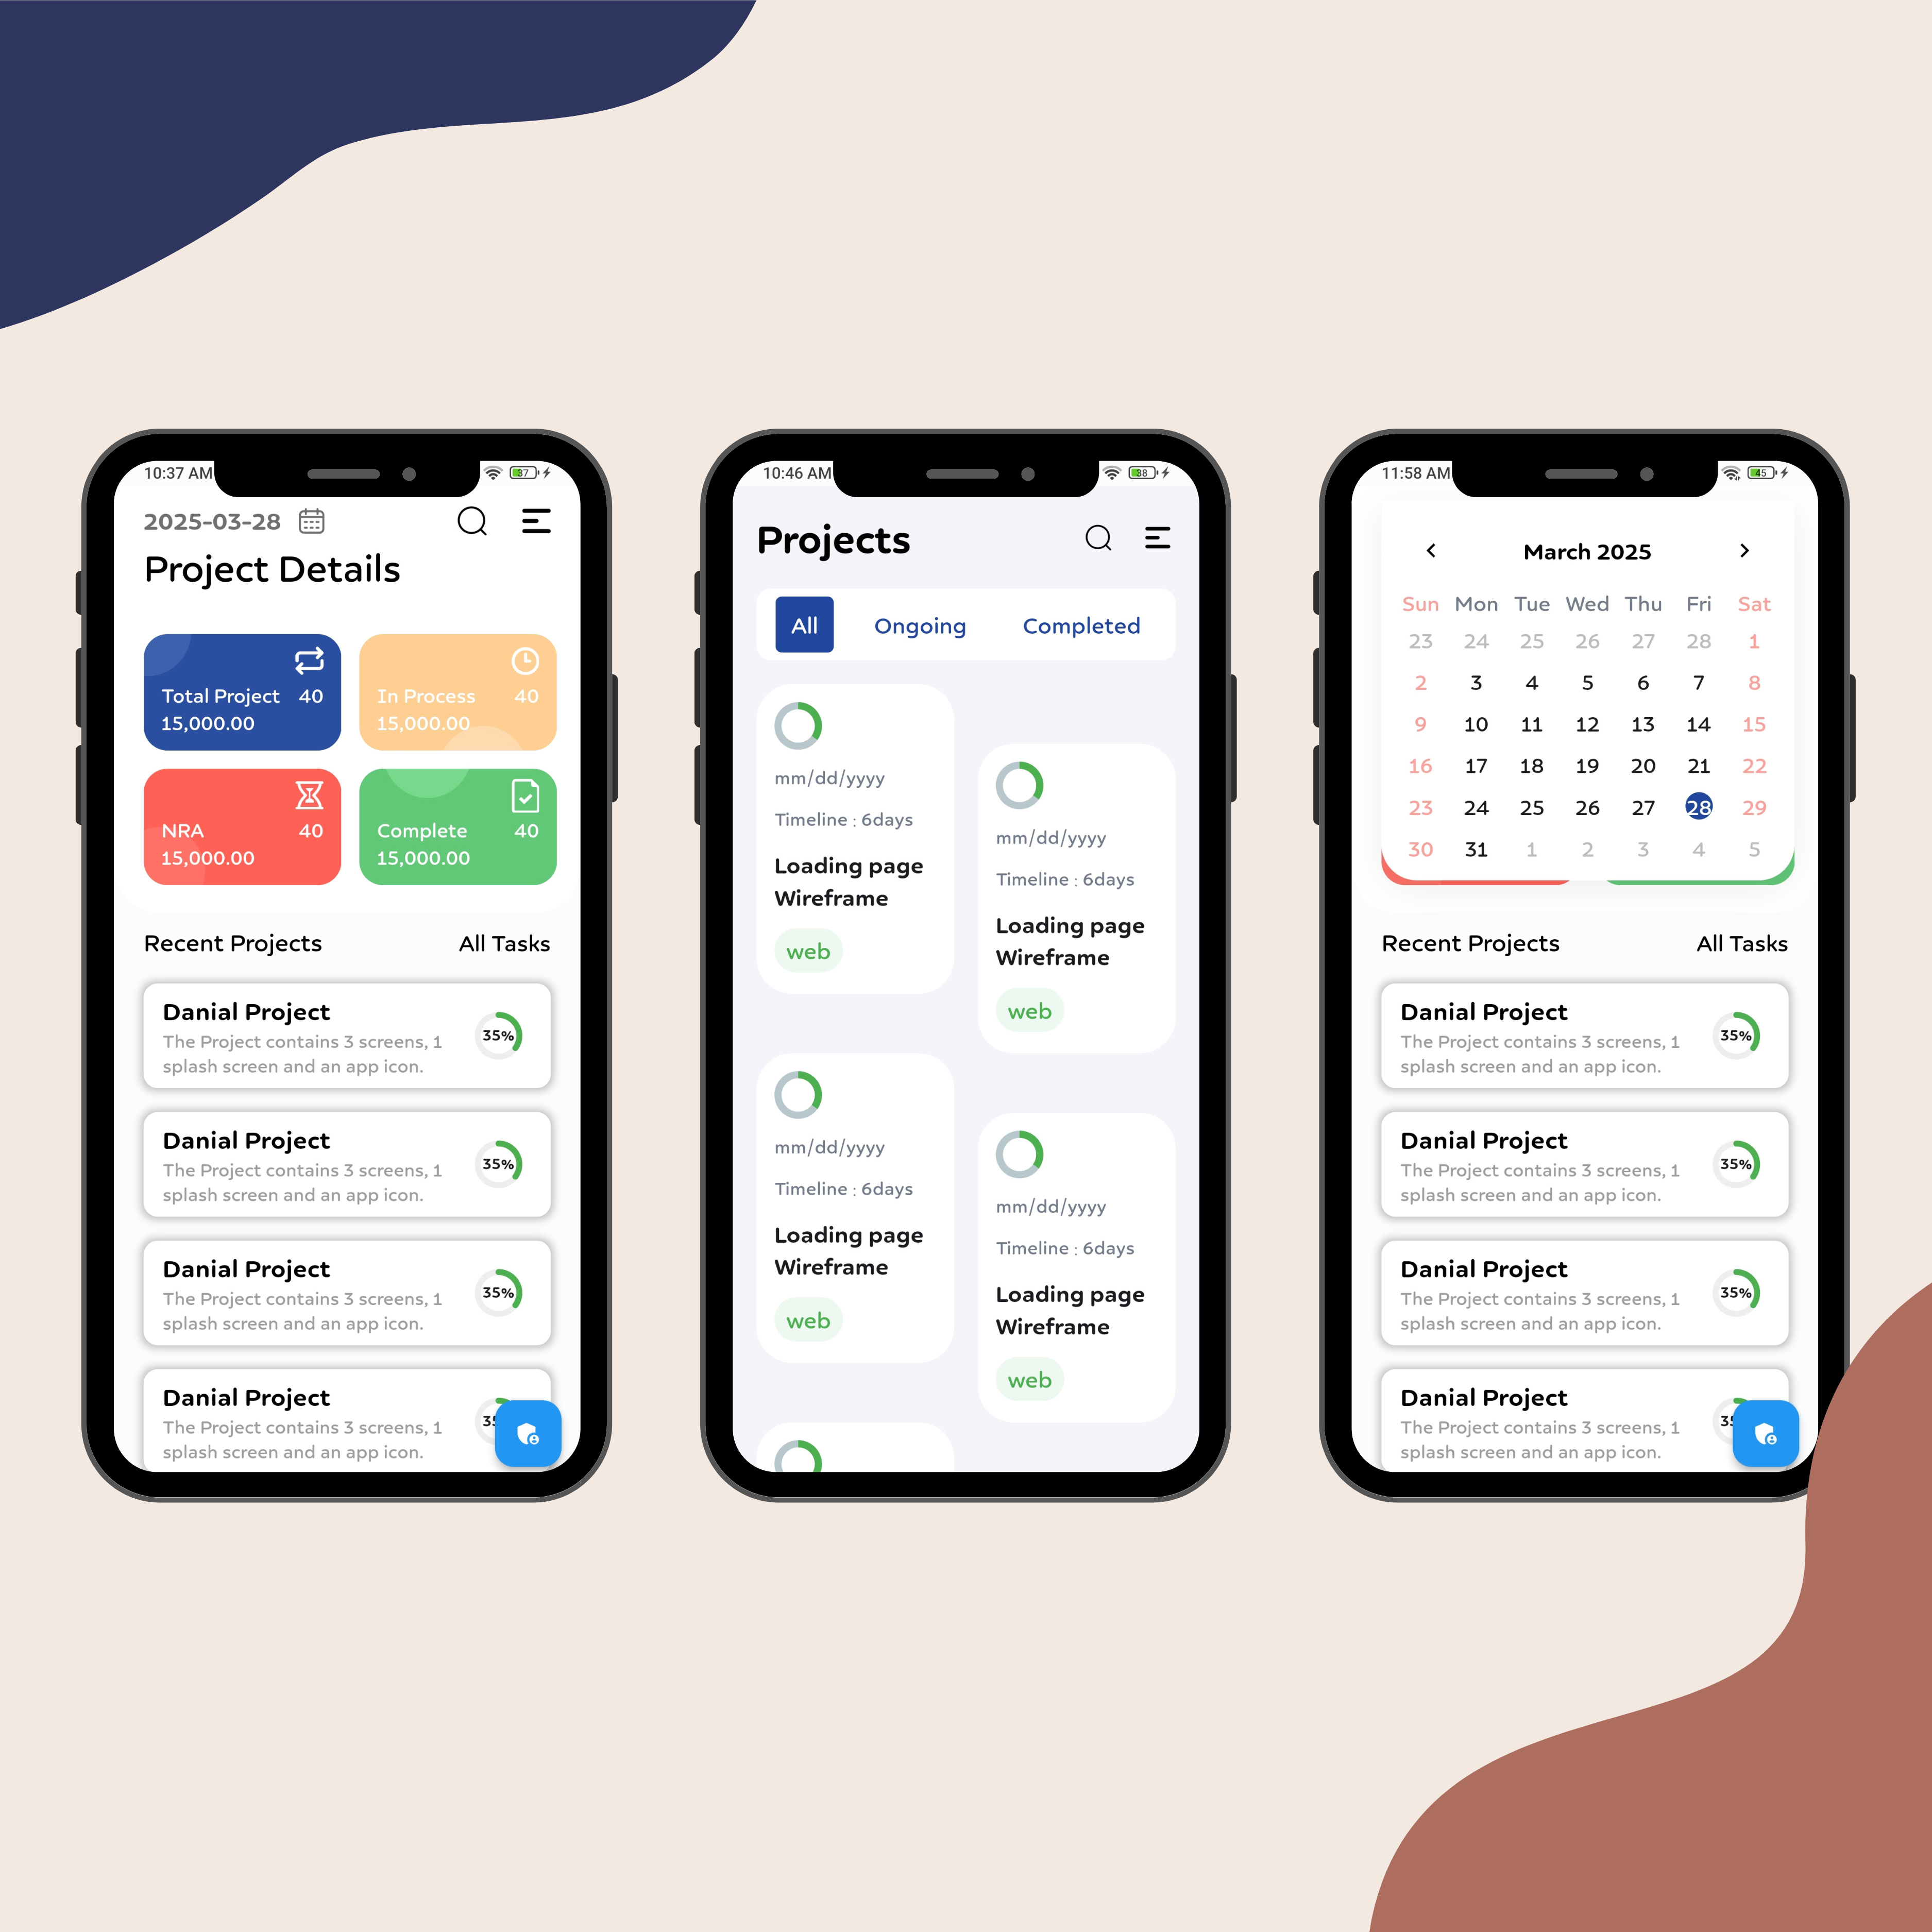 10:37 AM
37
2025-03-28
Project Details
Total Project 40
15,000.00
In Process 40
15,000.00
NRA 40
15,000.00
Complete 40
15,000.00
Recent Projects All Tasks
Danial Project
The Project contains 3 screens, 1
splash screen and an app icon.
35%
Danial Project
The Project contains 3 screens, 1
splash screen and an app icon.
35%
Danial Project
The Project contains 3 screens, 1
splash screen and an app icon.
35%
Danial Project
The Project contains 3 screens, 1
splash screen and an app icon.
10:46 AM
38
Projects
All Ongoing Completed
mm/dd/yyyy
Timeline : 6days
Loading page
Wireframe
web
mm/dd/yyyy
Timeline : 6days
Loading page
Wireframe
web
mm/dd/yyyy
Timeline : 6days
Loading page
Wireframe
web
mm/dd/yyyy
Timeline : 6days
Loading page
Wireframe
web
11:58 AM
45
March 2025
Sun Mon Tue Wed Thu Fri Sat
23 24 25 26 27 28 1
2 3 4 5 6 7 8
9 10 11 12 13 14 15
16 17 18 19 20 21 22
23 24 25 26 27 28 29
30 31 1 2 3 4 5
Recent Projects All Tasks
Danial Project
The Project contains 3 screens, 1
splash screen and an app icon.
35%
Danial Project
The Project contains 3 screens, 1
splash screen and an app icon.
35%
Danial Project
The Project contains 3 screens, 1
splash screen and an app icon.
35%
Danial Project
The Project contains 3 screens, 1
splash screen and an app icon.